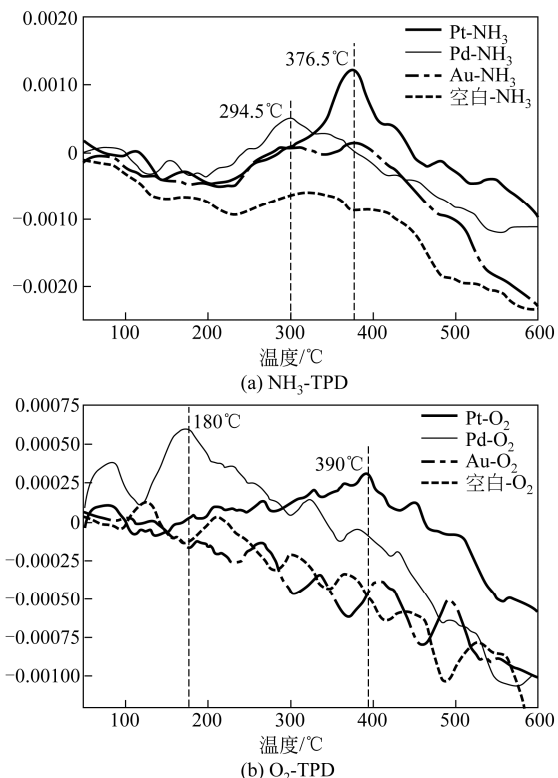 0.0020
0.0010
0
−0.0010
−0.0020
376.5℃
294.5℃
Pt-NH₃
Pd-NH₃
Au-NH₃
空白-NH₃
100 200 300 400 500 600
温度/℃
(a) NH₃-TPD
0.00075
0.00050
0.00025
0
−0.00025
−0.00050
−0.00075
−0.00100
180℃
390℃
Pt-O₂
Pd-O₂
Au-O₂
空白-O₂
100 200 300 400 500 600
温度/℃
(b) O₂-TPD